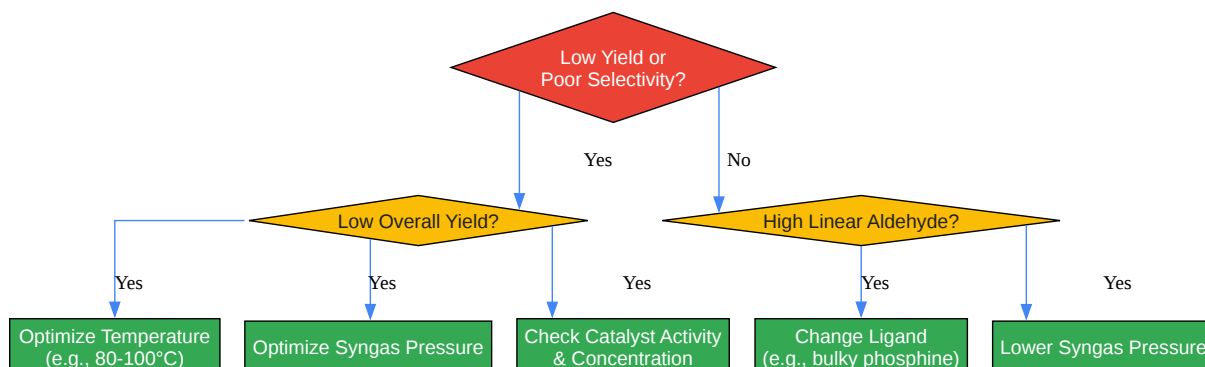 Low Yield or
Poor Selectivity?
Yes
No
Low Overall Yield?
High Linear Aldehyde?
Yes
Yes
Yes
Yes
Yes
Optimize Temperature
(e.g., 80-100°C)
Optimize Syngas Pressure
Check Catalyst Activity
& Concentration
Change Ligand
(e.g., bulky phosphine)
Lower Syngas Pressure